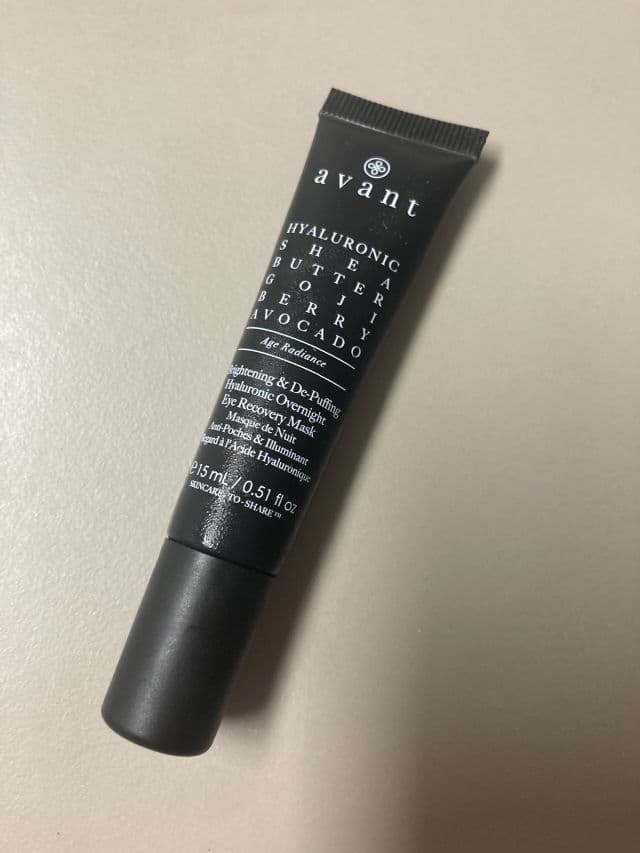 avant
HYALURONIC
SHEA
BUTTER
GOJI
BERRY
AVOCADO
Age Radiance
Brightening & De-Puffing
Hyaluronic Overnight
Eye Recovery Mask
Masque de Nuit
Anti-Poches & Illuminant
Regard à l'Acide Hyaluronique
℮ 15 mL / 0.51 fl oz
SKINCARE-TO-SHARE™